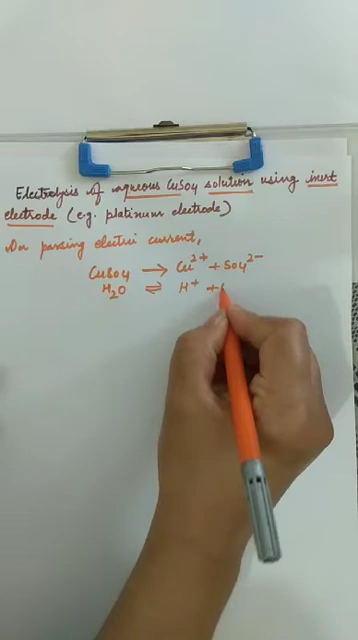 Electrolysis of aqueous CuSO4 solution using inert
electrode (e.g. platinum electrode)
On passing electric current,
CuSO4 → Cu²⁺ + SO4²⁻
H₂O ⇌ H⁺ +